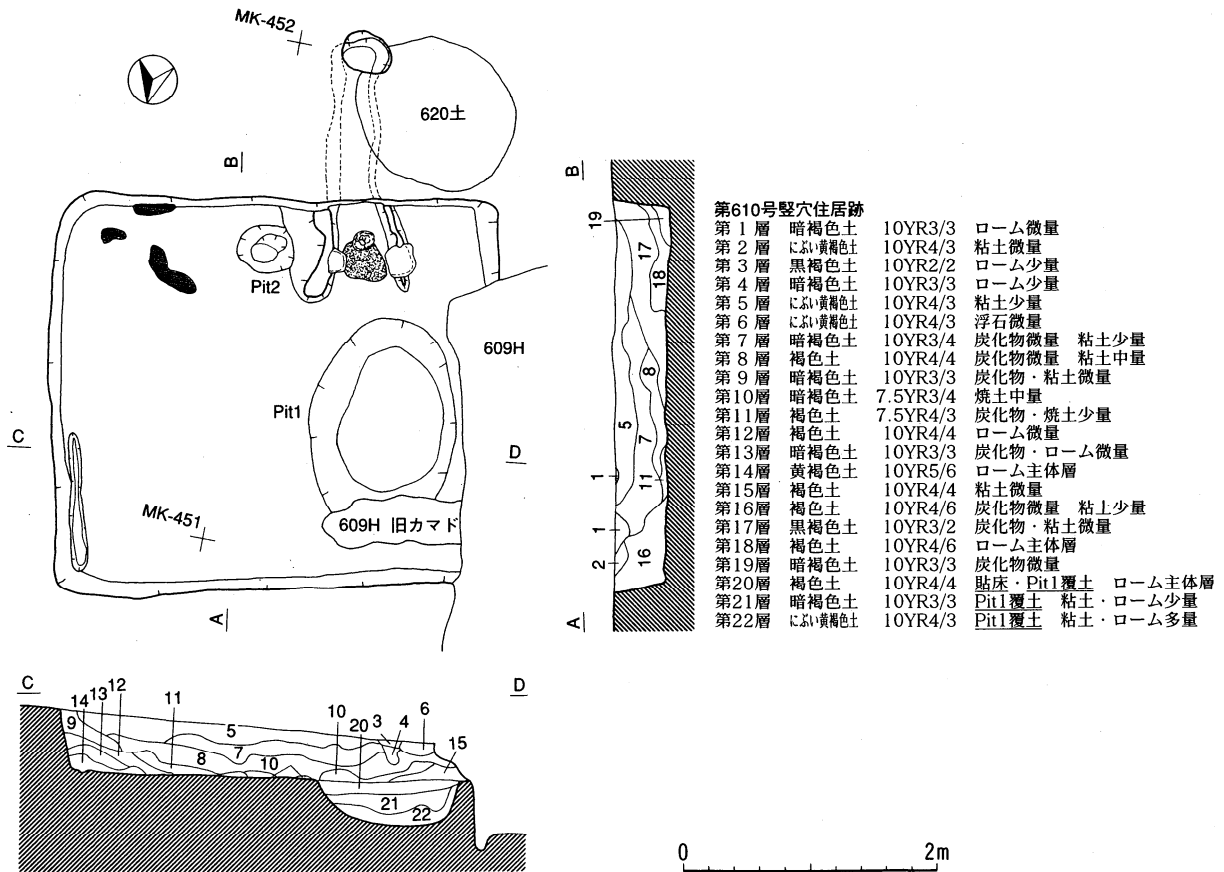 MK-452
620土
B
Pit2
609H
Pit1
C
D
MK-451
609H 旧カマド
A
B
19
17
18
8
5
7
1
11
1
2
16
A
第610号竪穴住居跡
第1層 暗褐色土 10YR3/3 ローム微量
第2層 にぶい黄褐色土 10YR4/3 粘土微量
第3層 黒褐色土 10YR2/2 ローム少量
第4層 暗褐色土 10YR3/3 ローム少量
第5層 にぶい黄褐色土 10YR4/3 粘土少量
第6層 にぶい黄褐色土 10YR4/3 浮石微量
第7層 暗褐色土 10YR3/4 炭化物微量 粘土少量
第8層 褐色土 10YR4/4 炭化物微量 粘土中量
第9層 暗褐色土 10YR3/3 炭化物・粘土微量
第10層 暗褐色土 7.5YR3/4 焼土中量
第11層 褐色土 7.5YR4/3 炭化物・焼土少量
第12層 褐色土 10YR4/4 ローム微量
第13層 暗褐色土 10YR3/3 炭化物・ローム微量
第14層 黄褐色土 10YR5/6 ローム主体層
第15層 褐色土 10YR4/4 粘土微量
第16層 褐色土 10YR4/6 炭化物微量 粘土少量
第17層 黒褐色土 10YR3/2 炭化物・粘土微量
第18層 褐色土 10YR4/6 ローム主体層
第19層 暗褐色土 10YR3/3 炭化物微量
第20層 褐色土 10YR4/4 貼床・Pit1覆土 ローム主体層
第21層 暗褐色土 10YR3/3 Pit1覆土 粘土・ローム少量
第22層 にぶい黄褐色土 10YR4/3 Pit1覆土 粘土・ローム多量
C
D
14 13 12 11 10 20 3 4 6
9
5
15
7
8
10
21
22
0 2m